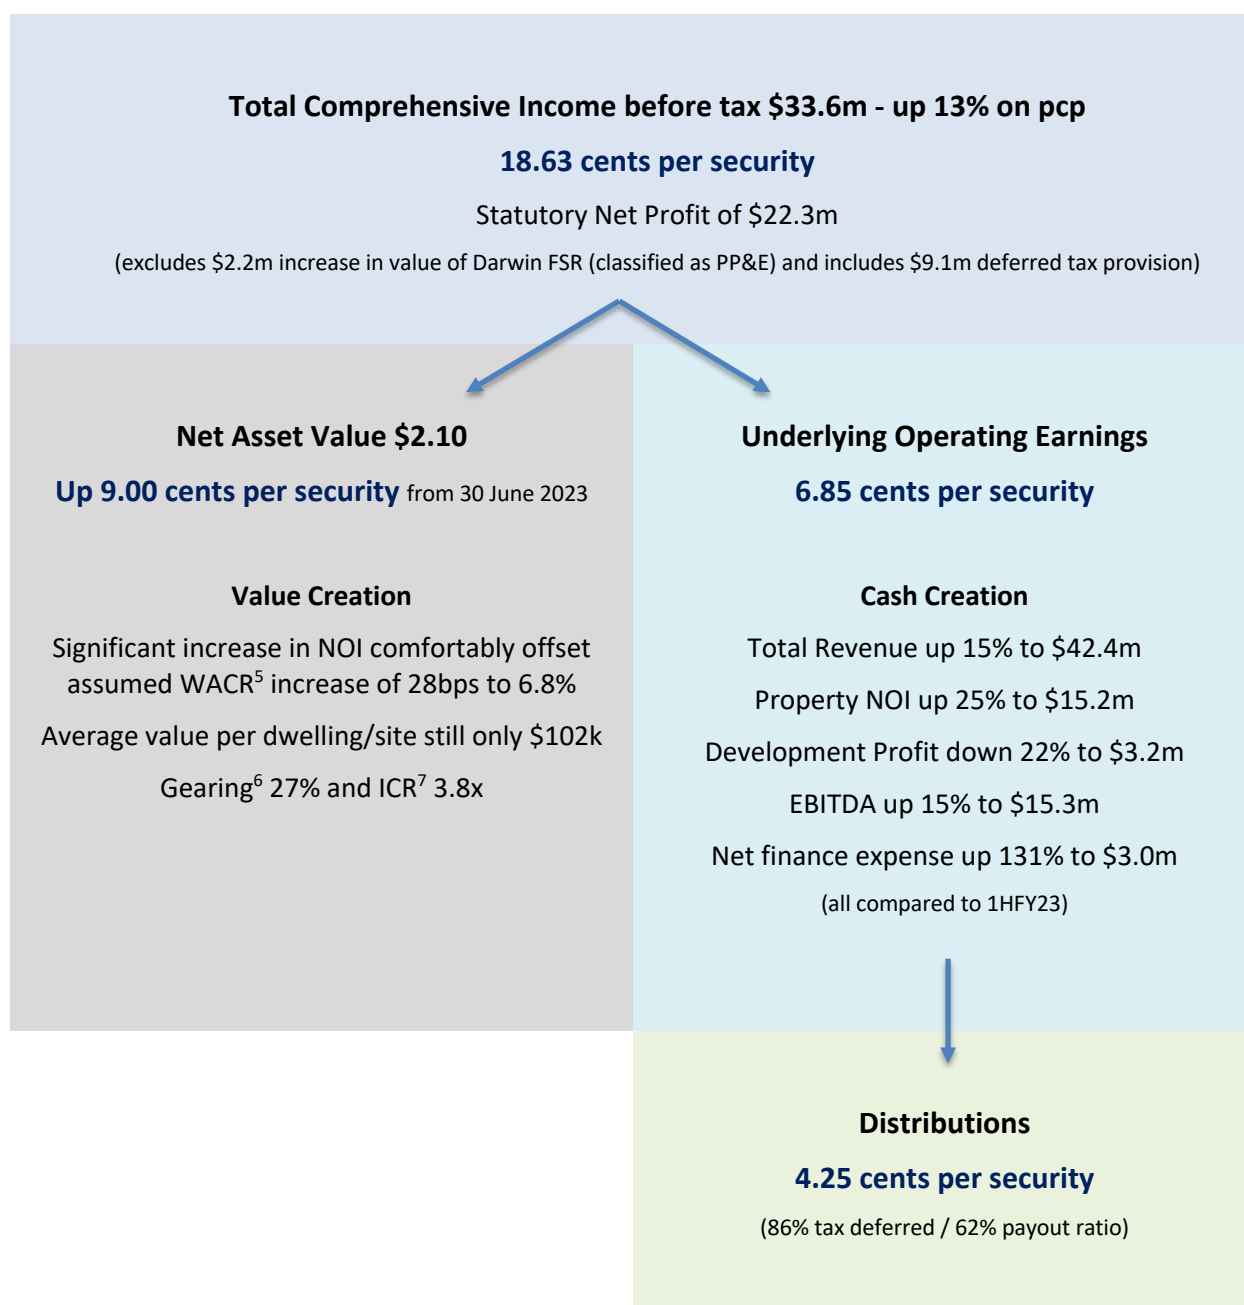 Total Comprehensive Income before tax $33.6m - up 13% on pcp
18.63 cents per security
Statutory Net Profit of $22.3m
(excludes $2.2m increase in value of Darwin FSR (classified as PP&E) and includes $9.1m deferred tax provision)
Net Asset Value $2.10
Up 9.00 cents per security from 30 June 2023
Value Creation
Significant increase in NOI comfortably offset
assumed WACR⁵ increase of 28bps to 6.8%
Average value per dwelling/site still only $102k
Gearing⁶ 27% and ICR⁷ 3.8x
Underlying Operating Earnings
6.85 cents per security
Cash Creation
Total Revenue up 15% to $42.4m
Property NOI up 25% to $15.2m
Development Profit down 22% to $3.2m
EBITDA up 15% to $15.3m
Net finance expense up 131% to $3.0m
(all compared to 1HFY23)
Distributions
4.25 cents per security
(86% tax deferred / 62% payout ratio)